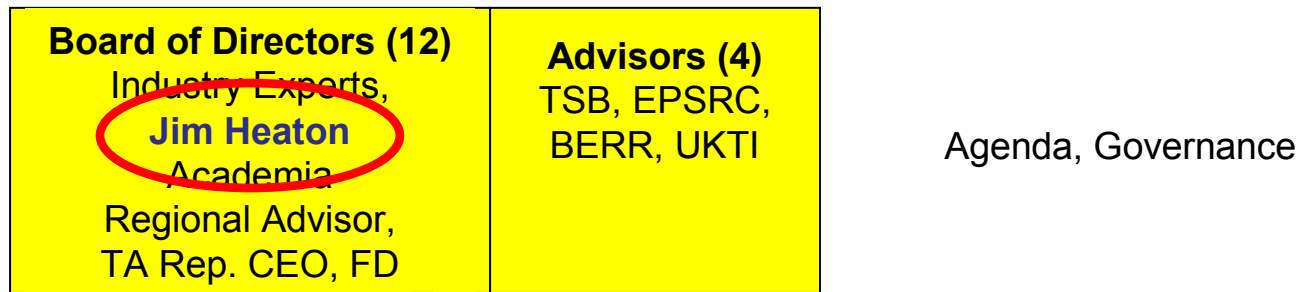 Board of Directors (12)
Industry Experts,
Jim Heaton
Academia
Regional Advisor,
TA Rep. CEO, FD
Advisors (4)
TSB, EPSRC,
BERR, UKTI
Agenda, Governance